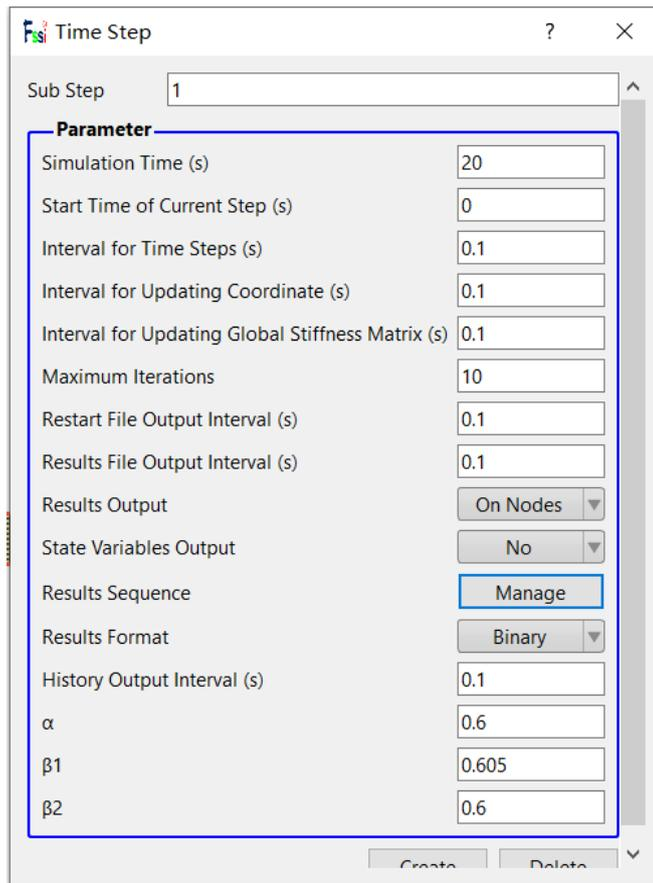 Fssi Time Step ?
Sub Step 1
Parameter
Simulation Time (s) 20
Start Time of Current Step (s) 0
Interval for Time Steps (s) 0.1
Interval for Updating Coordinate (s) 0.1
Interval for Updating Global Stiffness Matrix (s) 0.1
Maximum Iterations 10
Restart File Output Interval (s) 0.1
Results File Output Interval (s) 0.1
Results Output On Nodes
State Variables Output No
Results Sequence Manage
Results Format Binary
History Output Interval (s) 0.1
α 0.6
β1 0.605
β2 0.6
Create Delete